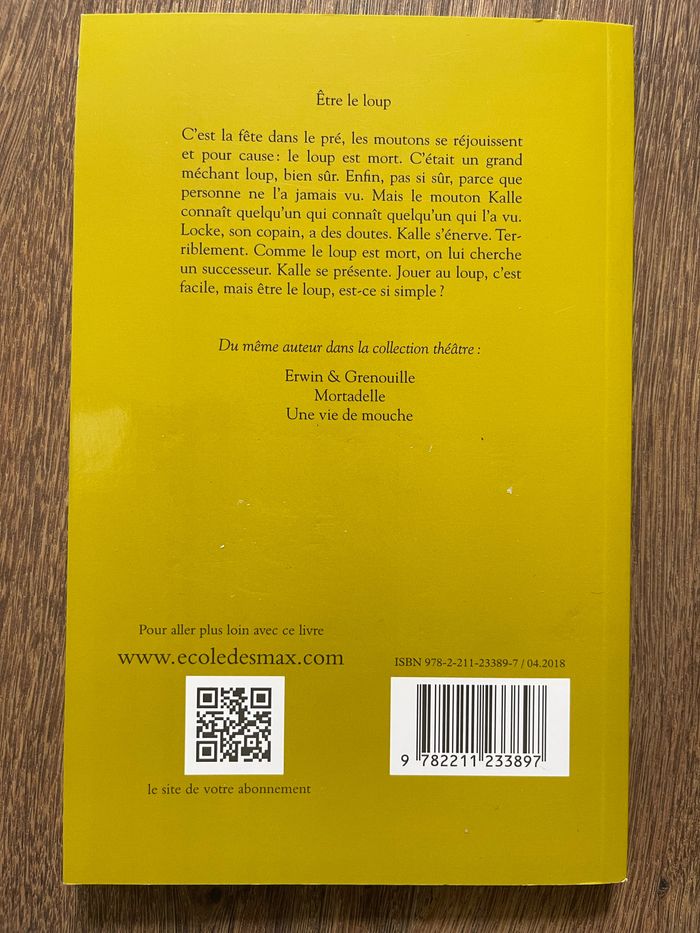 Être le loup
C'est la fête dans le pré, les moutons se réjouissent
et pour cause : le loup est mort. C'était un grand
méchant loup, bien sûr. Enfin, pas si sûr, parce que
personne ne l'a jamais vu. Mais le mouton Kalle
connaît quelqu'un qui connaît quelqu'un qui l'a vu.
Locke, son copain, a des doutes. Kalle s'énerve. Ter-
riblement. Comme le loup est mort, on lui cherche
un successeur. Kalle se présente. Jouer au loup, c'est
facile, mais être le loup, est-ce si simple ?
Du même auteur dans la collection théâtre :
Erwin & Grenouille
Mortadelle
Une vie de mouche
Pour aller plus loin avec ce livre
www.ecoledesmax.com
le site de votre abonnement
ISBN 978-2-211-23389-7 / 04.2018
9 782211 233897